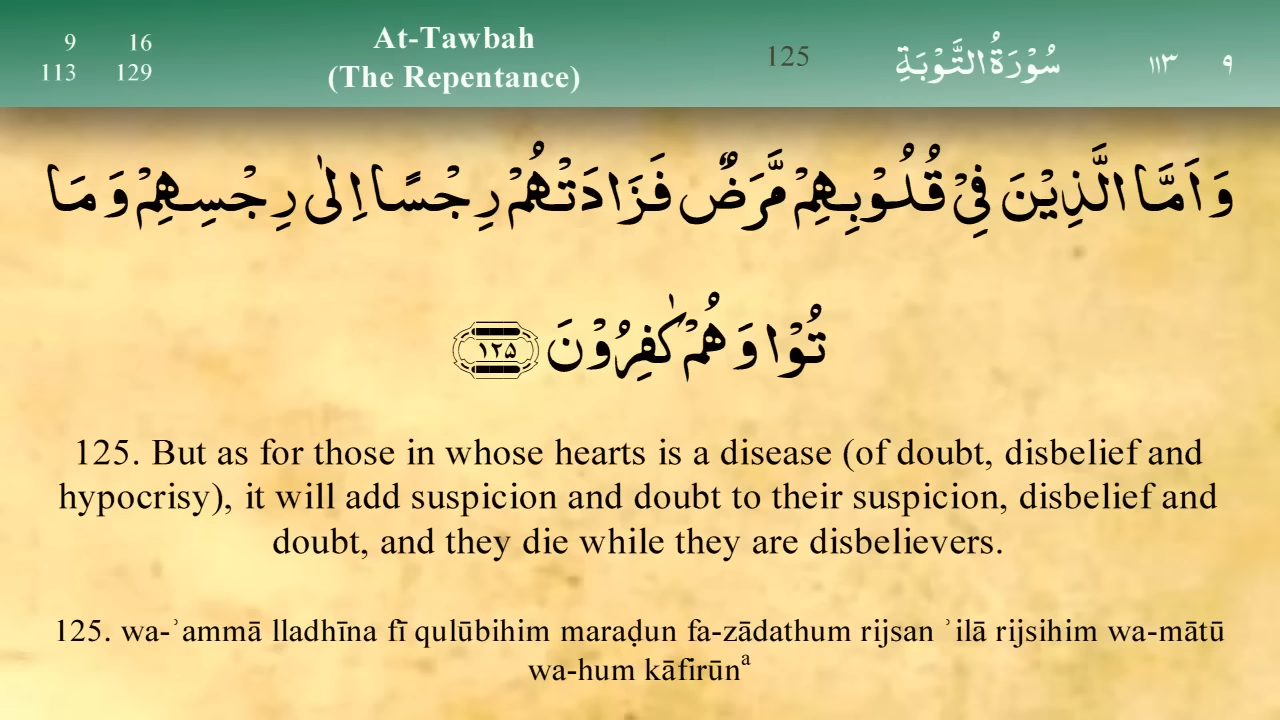 9 16
113 129
At-Tawbah
(The Repentance)
125
سُوْرَةُ التَّوْبَةِ
١١٣ ٩
وَ اَمَّا الَّذِيْنَ فِيْ قُلُوْبِهِمْ مَّرَضٌ فَزَادَتْهُمْ رِجْسًا اِلٰى رِجْسِهِمْ وَ مَا
تُوْا وَ هُمْ كٰفِرُوْنَ ١٢۵
125. But as for those in whose hearts is a disease (of doubt, disbelief and
hypocrisy), it will add suspicion and doubt to their suspicion, disbelief and
doubt, and they die while they are disbelievers.
125. wa-ʾammā lladhīna fī qulūbihim maraḍun fa-zādathum rijsan ʾilā rijsihim wa-mātū
wa-hum kāfirūnᵃ